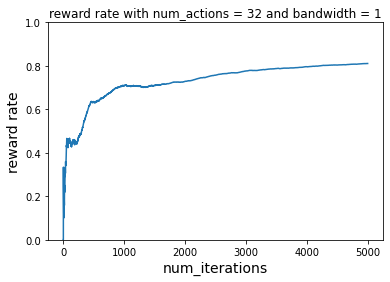 reward rate with num_actions = 32 and bandwidth = 1
1.0
0.8
0.6
0.4
0.2
0.0
reward rate
0 1000 2000 3000 4000 5000
num_iterations